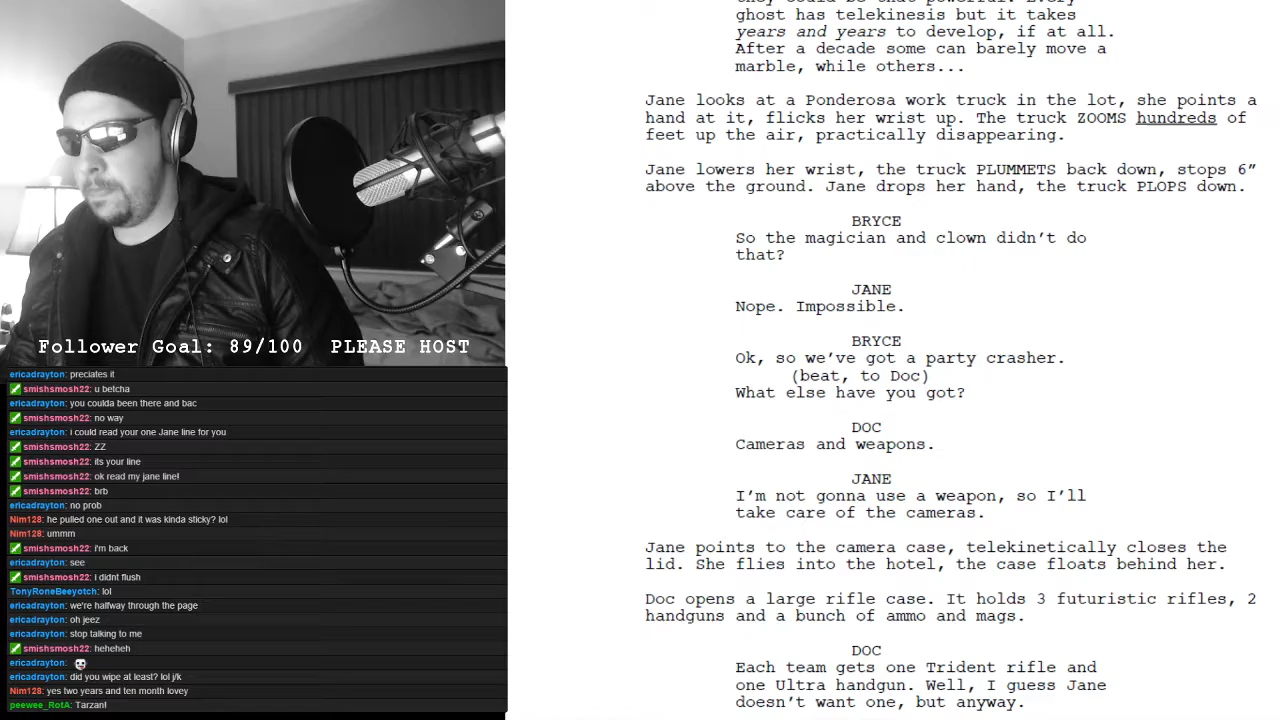 Follower Goal: 89/100 PLEASE HOST
ericadrayton: preciates it
smishsmosh22: u betcha
ericadrayton: you coulda been there and bac
smishsmosh22: no way
ericadrayton: i could read your one Jane line for you
smishsmosh22: ZZ
smishsmosh22: its your line
smishsmosh22: ok read my jane line!
smishsmosh22: brb
ericadrayton: no prob
Nim128: he pulled one out and it was kinda sticky? lol
Nim128: ummm
smishsmosh22: i'm back
ericadrayton: see
smishsmosh22: i didnt flush
TonyRoneBeeyotch: lol
ericadrayton: we're halfway through the page
ericadrayton: oh jeez
ericadrayton: stop talking to me
smishsmosh22: heheheh
ericadrayton:
ericadrayton: did you wipe at least? lol j/k
Nim128: yes two years and ten month lovey
peewee_RotA: Tarzan!
ghost has telekinesis but it takes
years and years to develop, if at all.
After a decade some can barely move a
marble, while others...
Jane looks at a Ponderosa work truck in the lot, she points a
hand at it, flicks her wrist up. The truck ZOOMS hundreds of
feet up the air, practically disappearing.
Jane lowers her wrist, the truck PLUMMETS back down, stops 6”
above the ground. Jane drops her hand, the truck PLOPS down.
BRYCE
So the magician and clown didn’t do
that?
JANE
Nope. Impossible.
BRYCE
Ok, so we’ve got a party crasher.
(beat, to Doc)
What else have you got?
DOC
Cameras and weapons.
JANE
I’m not gonna use a weapon, so I’ll
take care of the cameras.
Jane points to the camera case, telekinetically closes the
lid. She flies into the hotel, the case floats behind her.
Doc opens a large rifle case. It holds 3 futuristic rifles, 2
handguns and a bunch of ammo and mags.
DOC
Each team gets one Trident rifle and
one Ultra handgun. Well, I guess Jane
doesn’t want one, but anyway.